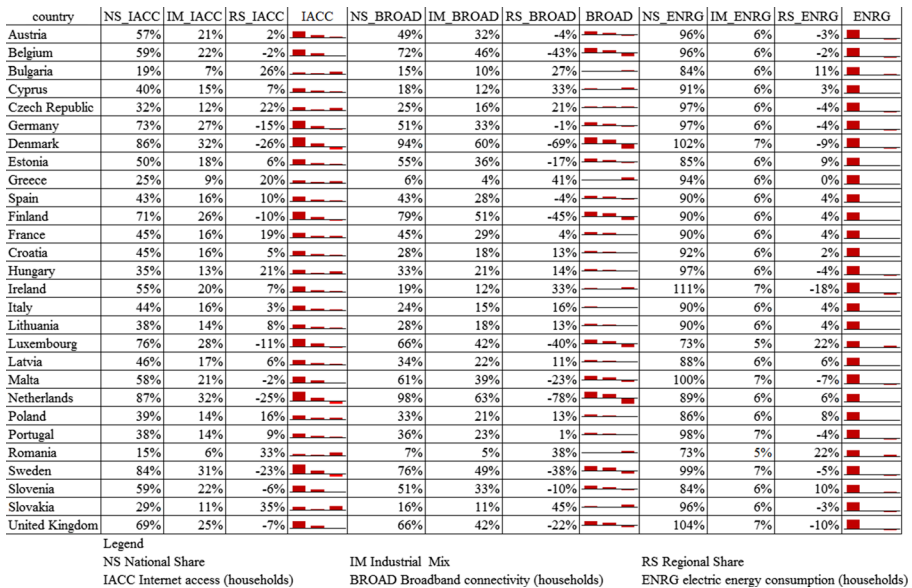 country NS_IACC IM_IACC RS_IACC IACC NS_BROAD IM_BROAD RS_BROAD BROAD NS_ENRG IM_ENRG RS_ENRG ENRG
Austria 57% 21% 2% 49% 32% -4% 96% 6% -3%
Belgium 59% 22% -2% 72% 46% -43% 96% 6% -2%
Bulgaria 19% 7% 26% 15% 10% 27% 84% 6% 11%
Cyprus 40% 15% 7% 18% 12% 33% 91% 6% 3%
Czech Republic 32% 12% 22% 25% 16% 21% 97% 6% -4%
Germany 73% 27% -15% 51% 33% -1% 97% 6% -4%
Denmark 86% 32% -26% 94% 60% -69% 102% 7% -9%
Estonia 50% 18% 6% 55% 36% -17% 85% 6% 9%
Greece 25% 9% 20% 6% 4% 41% 94% 6% 0%
Spain 43% 16% 10% 43% 28% -4% 90% 6% 4%
Finland 71% 26% -10% 79% 51% -45% 90% 6% 4%
France 45% 16% 19% 45% 29% 4% 90% 6% 4%
Croatia 45% 16% 5% 28% 18% 13% 92% 6% 2%
Hungary 35% 13% 21% 33% 21% 14% 97% 6% -4%
Ireland 55% 20% 7% 19% 12% 33% 111% 7% -18%
Italy 44% 16% 3% 24% 15% 16% 90% 6% 4%
Lithuania 38% 14% 8% 28% 18% 13% 90% 6% 4%
Luxembourg 76% 28% -11% 66% 42% -40% 73% 5% 22%
Latvia 46% 17% 6% 34% 22% 11% 88% 6% 6%
Malta 58% 21% -2% 61% 39% -23% 100% 7% -7%
Netherlands 87% 32% -25% 98% 63% -78% 89% 6% 6%
Poland 39% 14% 16% 33% 21% 13% 86% 6% 8%
Portugal 38% 14% 9% 36% 23% 1% 98% 7% -4%
Romania 15% 6% 33% 7% 5% 38% 73% 5% 22%
Sweden 84% 31% -23% 76% 49% -38% 99% 7% -5%
Slovenia 59% 22% -6% 51% 33% -10% 84% 6% 10%
Slovakia 29% 11% 35% 16% 11% 45% 96% 6% -3%
United Kingdom 69% 25% -7% 66% 42% -22% 104% 7% -10%
Legend
NS National Share IM Industrial Mix RS Regional Share
IACC Internet access (households) BROAD Broadband connectivity (households) ENRG electric energy consumption (households)